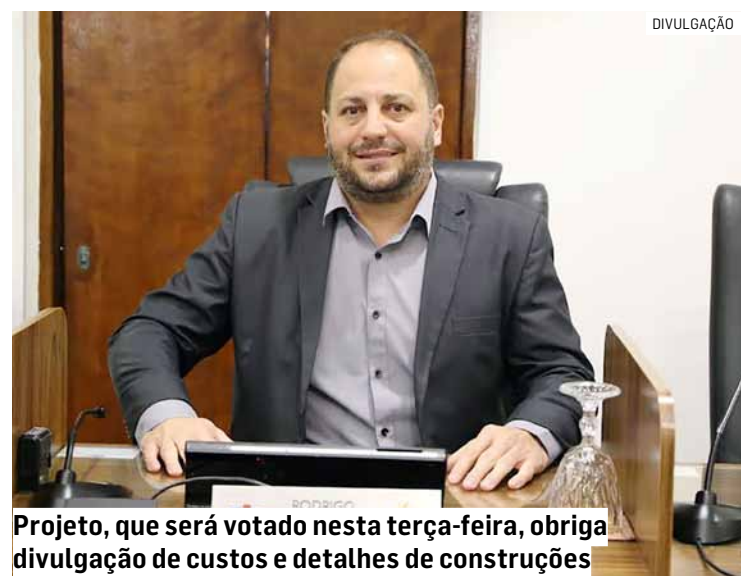 DIVULGAÇÃO
RODRIGO
Projeto, que será votado nesta terça-feira, obriga
divulgação de custos e detalhes de construções